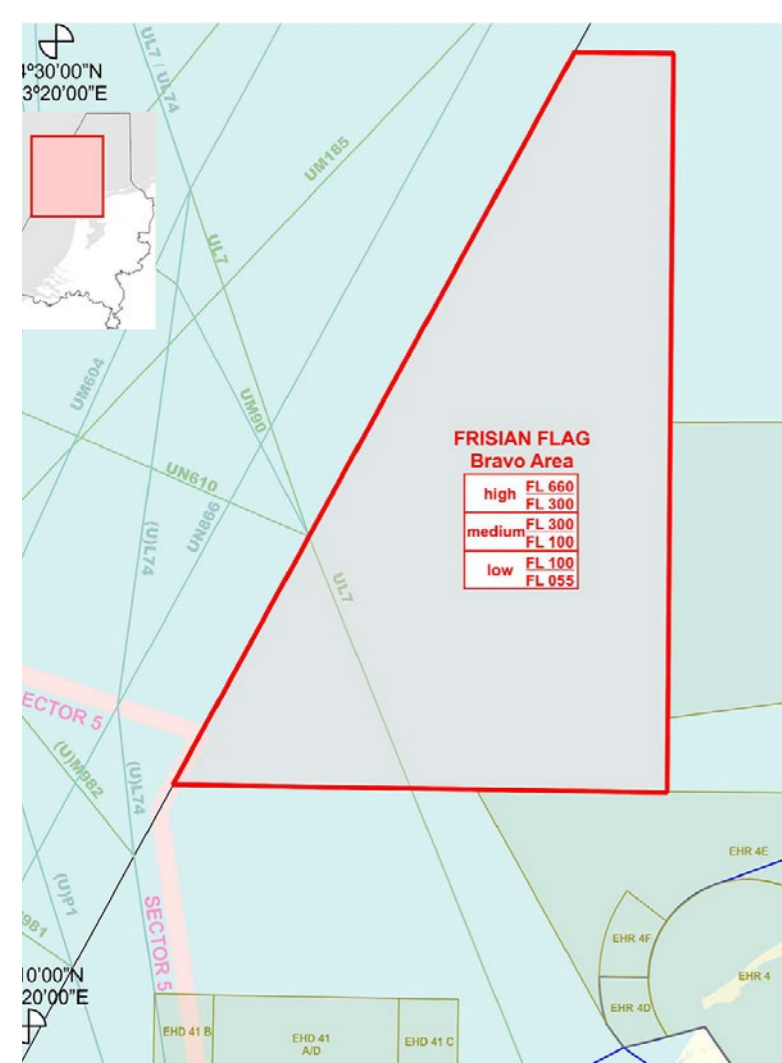 4°30'00"N
3°20'00"E
UL7 / UL74
UM185
UL7
UM604
UM90
UN610
UN866
(U)L74
UL7
FRISIAN FLAG
Bravo Area
high FL 660
FL 300
medium FL 300
FL 100
low FL 100
FL 055
ECTOR 5
(U)M982
(U)L74
(U)P1
981
SECTOR 5
EHR 4E
EHR 4F
EHR 4
EHR 4D
0'00"N
20'00"E
EHD 41 B
EHD 41
A/D
EHD 41 C